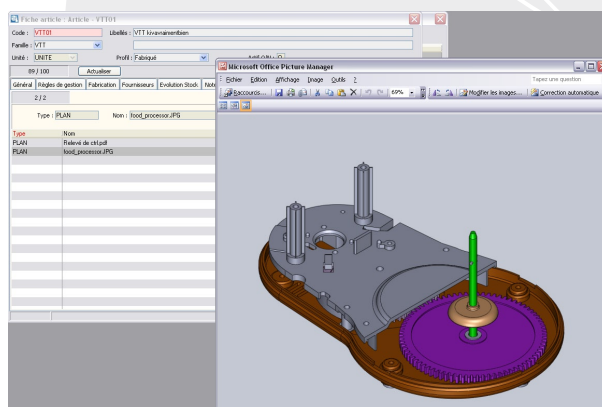 Fiche article : Article - VTT01
Code : VTT01 Libellés : VTT kivavraimentbien
Famille : VTT
Unité : UNITE Profil : Fabriqué
89 / 100 Actualiser
Général Règles de gestion Fabrication Fournisseurs Evolution Stock
2 / 2
Type : PLAN Nom : food_processor.JPG
Type Nom
PLAN Relevé de ctrl.pdf
PLAN food_processor.JPG
Microsoft Office Picture Manager
Fichier Edition Affichage Image Outils ? Tapez une question
Raccourcis... 69% Modifier les images... Correction automatique